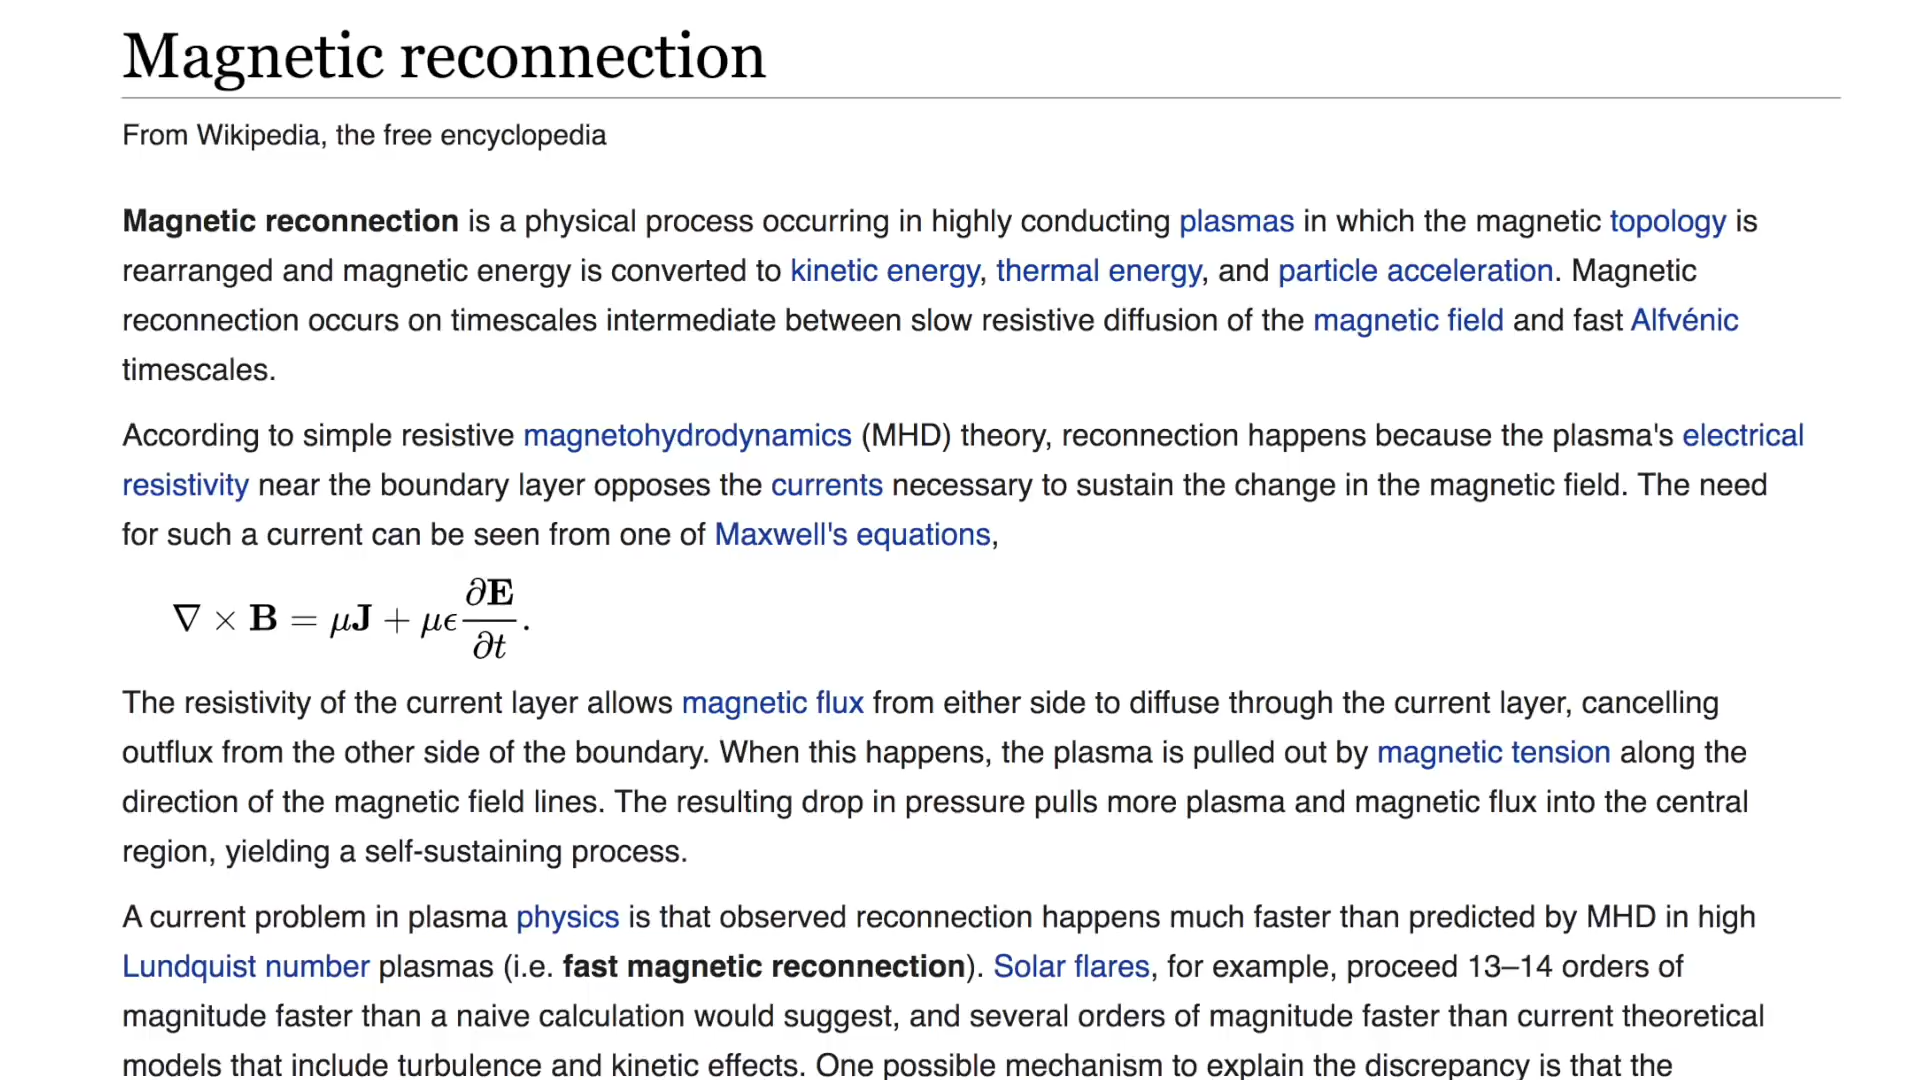 Magnetic reconnection
From Wikipedia, the free encyclopedia
Magnetic reconnection is a physical process occurring in highly conducting plasmas in which the magnetic topology is
rearranged and magnetic energy is converted to kinetic energy, thermal energy, and particle acceleration. Magnetic
reconnection occurs on timescales intermediate between slow resistive diffusion of the magnetic field and fast Alfvénic
timescales.
According to simple resistive magnetohydrodynamics (MHD) theory, reconnection happens because the plasma's electrical
resistivity near the boundary layer opposes the currents necessary to sustain the change in the magnetic field. The need
for such a current can be seen from one of Maxwell's equations,
∇ × B = μJ + μϵ ∂E/∂t.
The resistivity of the current layer allows magnetic flux from either side to diffuse through the current layer, cancelling
outflux from the other side of the boundary. When this happens, the plasma is pulled out by magnetic tension along the
direction of the magnetic field lines. The resulting drop in pressure pulls more plasma and magnetic flux into the central
region, yielding a self-sustaining process.
A current problem in plasma physics is that observed reconnection happens much faster than predicted by MHD in high
Lundquist number plasmas (i.e. fast magnetic reconnection). Solar flares, for example, proceed 13–14 orders of
magnitude faster than a naive calculation would suggest, and several orders of magnitude faster than current theoretical
models that include turbulence and kinetic effects. One possible mechanism to explain the discrepancy is that the